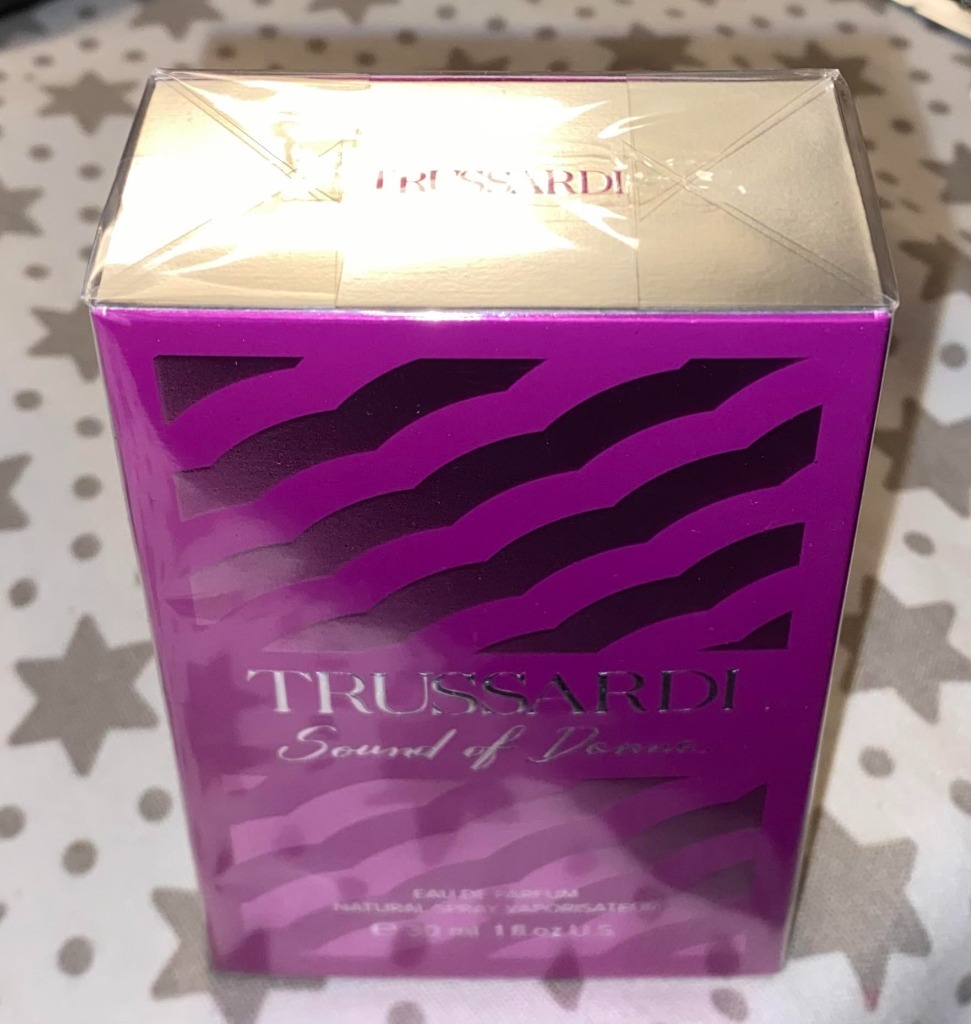 TRUSSARDI
TRUSSARDI
Sound of Donna
EAU DE PARFUM
NATURAL SPRAY VAPORISATEUR
℮ 30 ml 1 fl.oz.U.S.